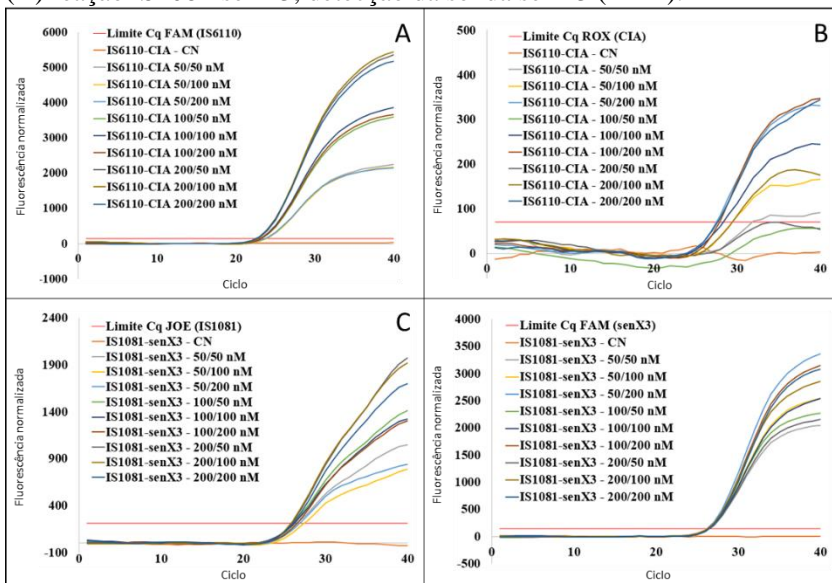 A
Limite Cq FAM (IS6110)
IS6110-CIA - CN
IS6110-CIA 50/50 nM
IS6110-CIA 50/100 nM
IS6110-CIA 50/200 nM
IS6110-CIA 100/50 nM
IS6110-CIA 100/100 nM
IS6110-CIA 100/200 nM
IS6110-CIA 200/50 nM
IS6110-CIA 200/100 nM
IS6110-CIA 200/200 nM
Fluorescência normalizada
6000
5000
4000
3000
2000
1000
0
-1000
0
10
20
30
40
Ciclo
B
Limite Cq ROX (CIA)
IS6110-CIA - CN
IS6110-CIA - 50/50 nM
IS6110-CIA - 50/100 nM
IS6110-CIA - 50/200 nM
IS6110-CIA - 100/50 nM
IS6110-CIA - 100/100 nM
IS6110-CIA - 100/200 nM
IS6110-CIA - 200/50 nM
IS6110-CIA - 200/100 nM
IS6110-CIA - 200/200 nM
Fluorescência normalizada
500
400
300
200
100
0
-100
0
10
20
30
40
Ciclo
C
Limite Cq JOE (IS1081)
IS1081-senX3 - CN
IS1081-senX3 - 50/50 nM
IS1081-senX3 - 50/100 nM
IS1081-senX3 - 50/200 nM
IS1081-senX3 - 100/50 nM
IS1081-senX3 - 100/100 nM
IS1081-senX3 - 100/200 nM
IS1081-senX3 - 200/50 nM
IS1081-senX3 - 200/100 nM
IS1081-senX3 - 200/200 nM
Fluorescência normalizada
2400
1900
1400
900
400
-100
0
10
20
30
40
Ciclo
Limite Cq FAM (senX3)
IS1081-senX3 - CN
IS1081-senX3 - 50/50 nM
IS1081-senX3 - 50/100 nM
IS1081-senX3 - 50/200 nM
IS1081-senX3 - 100/50 nM
IS1081-senX3 - 100/100 nM
IS1081-senX3 - 100/200 nM
IS1081-senX3 - 200/50 nM
IS1081-senX3 - 200/100 nM
IS1081-senX3 - 200/200 nM
Fluorescência normalizada
4000
3500
3000
2500
2000
1500
1000
500
0
-500
0
10
20
30
40
Ciclo